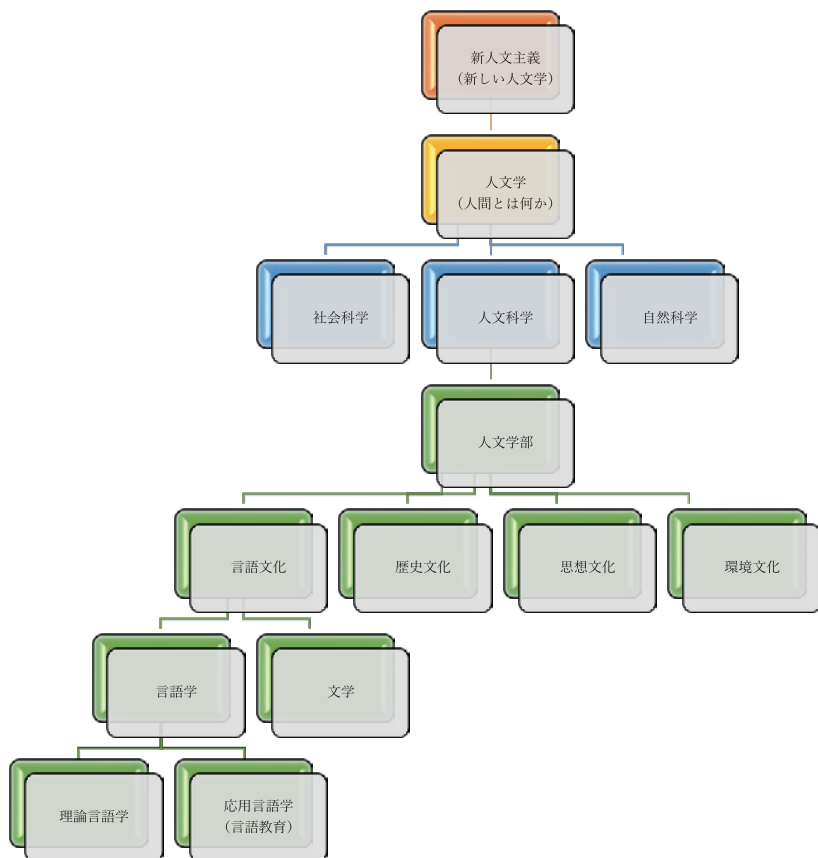 新人文主義
（新しい人文学）
人文学
（人間とは何か）
社会科学
人文科学
自然科学
人文学部
言語文化
歴史文化
思想文化
環境文化
言語学
文学
理論言語学
応用言語学
（言語教育）